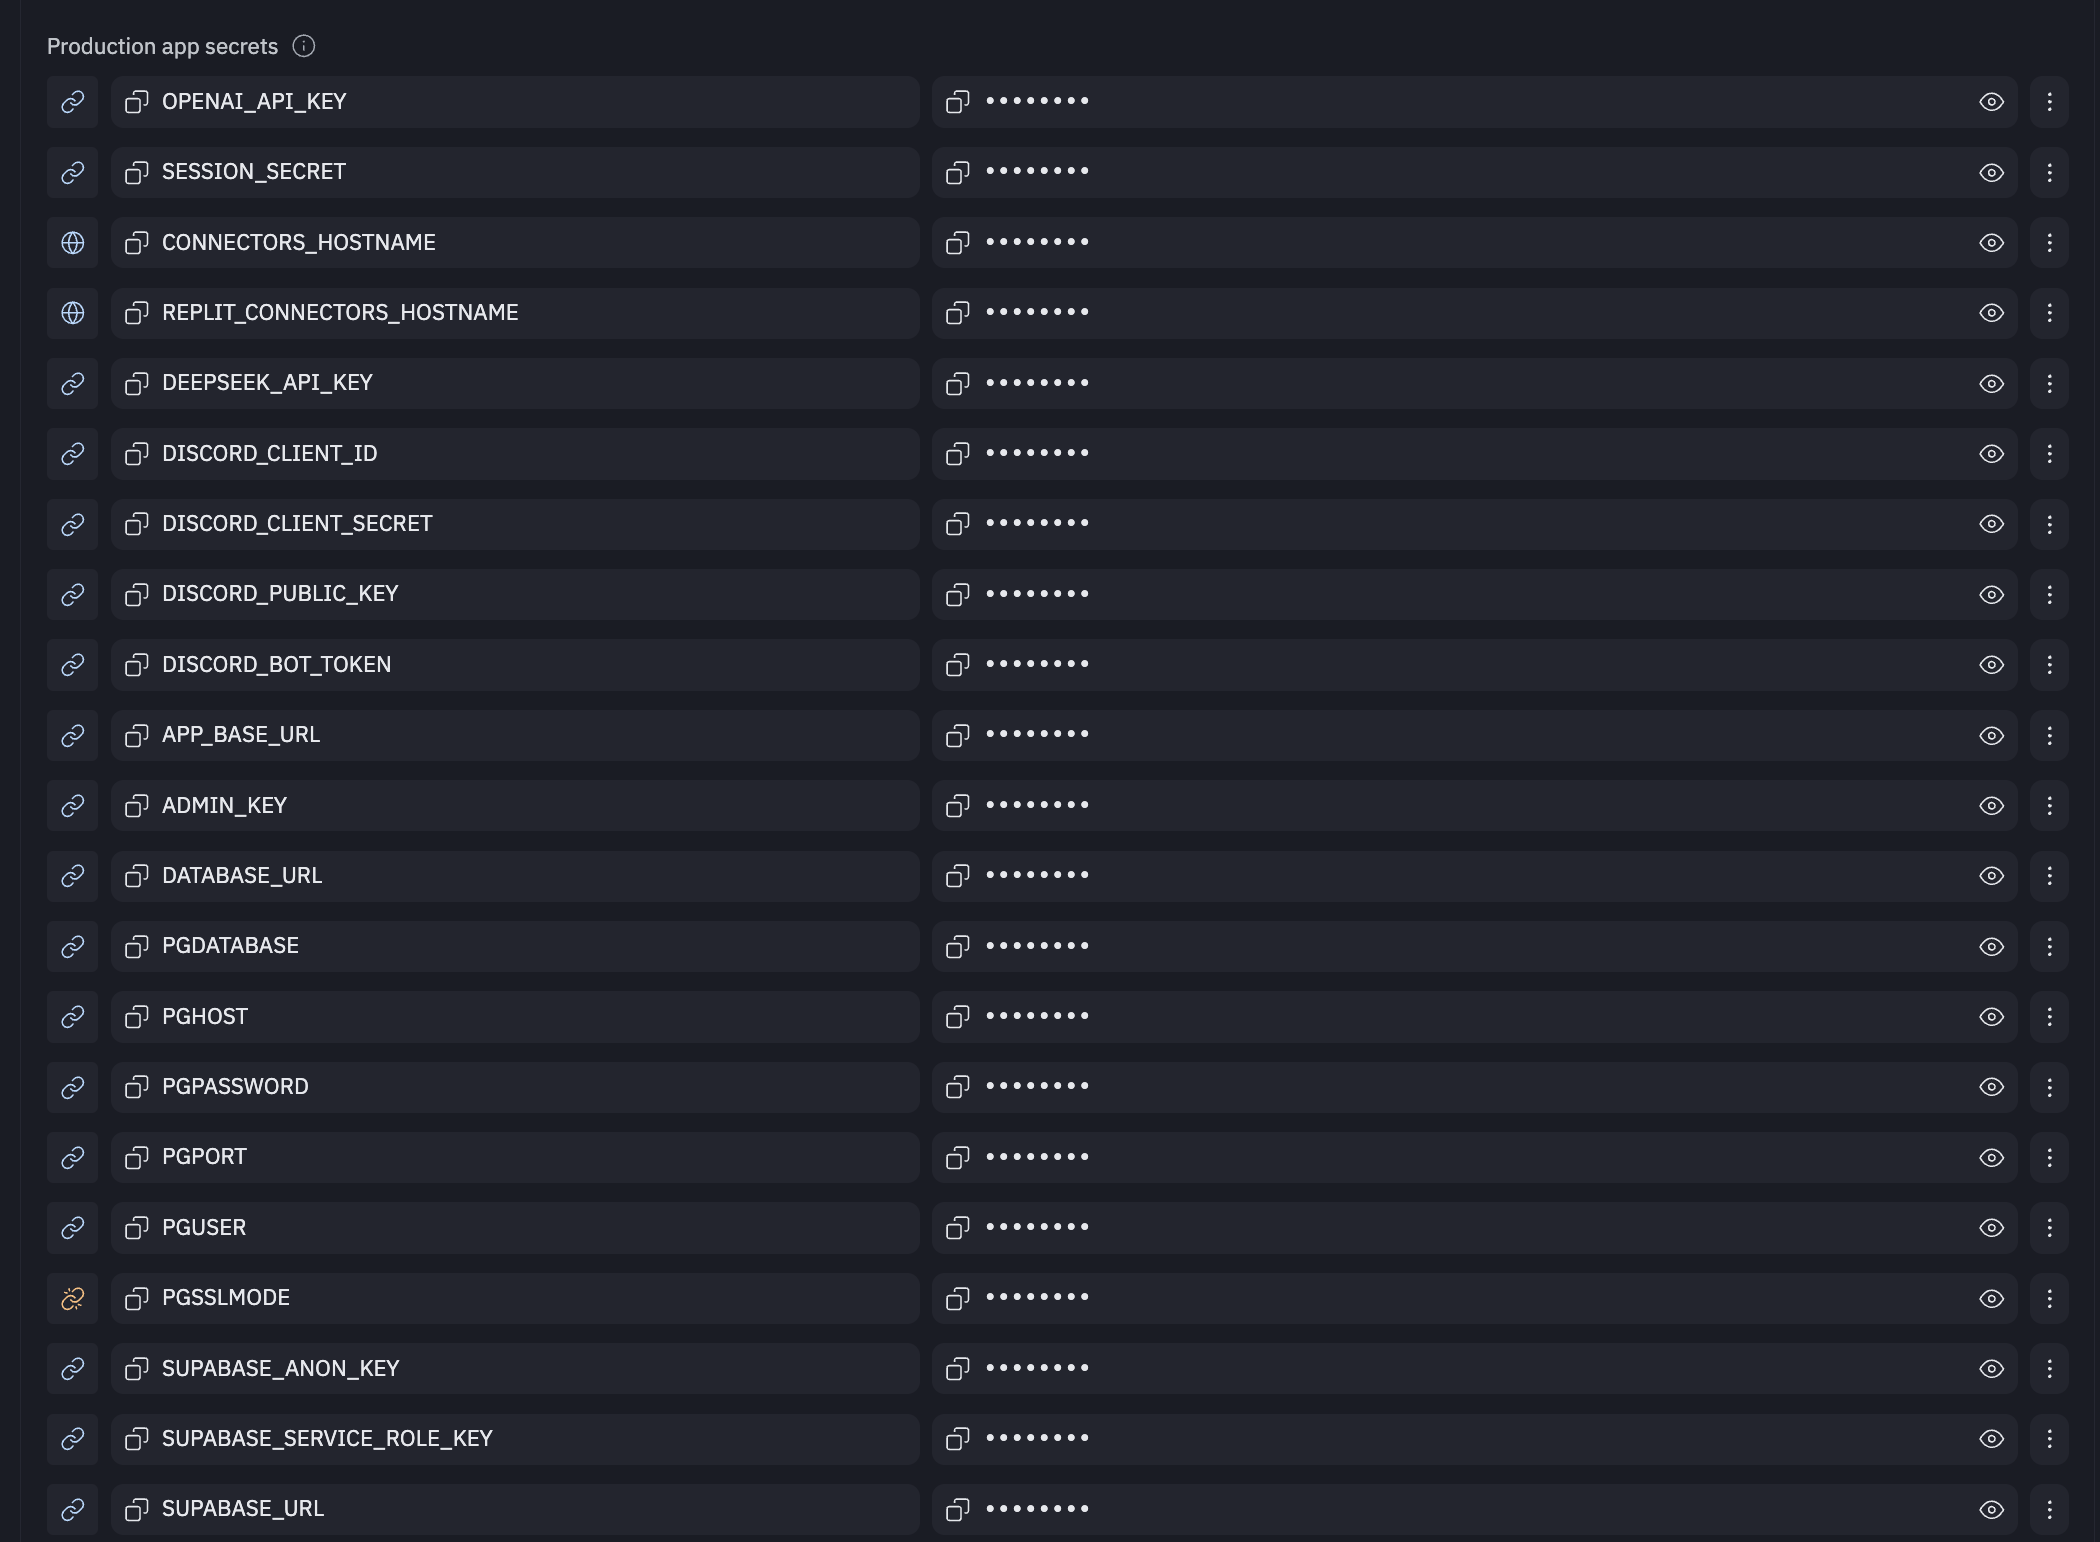 Production app secrets
OPENAI_API_KEY ••••••••
SESSION_SECRET ••••••••
CONNECTORS_HOSTNAME ••••••••
REPLIT_CONNECTORS_HOSTNAME ••••••••
DEEPSEEK_API_KEY ••••••••
DISCORD_CLIENT_ID ••••••••
DISCORD_CLIENT_SECRET ••••••••
DISCORD_PUBLIC_KEY ••••••••
DISCORD_BOT_TOKEN ••••••••
APP_BASE_URL ••••••••
ADMIN_KEY ••••••••
DATABASE_URL ••••••••
PGDATABASE ••••••••
PGHOST ••••••••
PGPASSWORD ••••••••
PGPORT ••••••••
PGUSER ••••••••
PGSSLMODE ••••••••
SUPABASE_ANON_KEY ••••••••
SUPABASE_SERVICE_ROLE_KEY ••••••••
SUPABASE_URL ••••••••